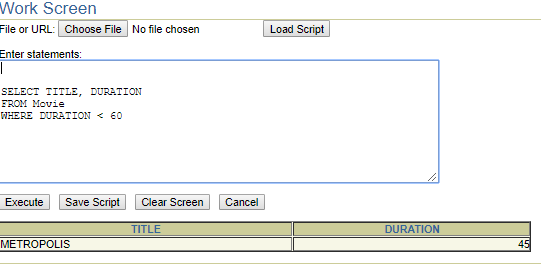 Work Screen
File or URL: Choose File No file chosen Load Script
Enter statements:
SELECT TITLE, DURATION
FROM Movie
WHERE DURATION < 60
Execute Save Script Clear Screen Cancel
TITLE DURATION
METROPOLIS 45